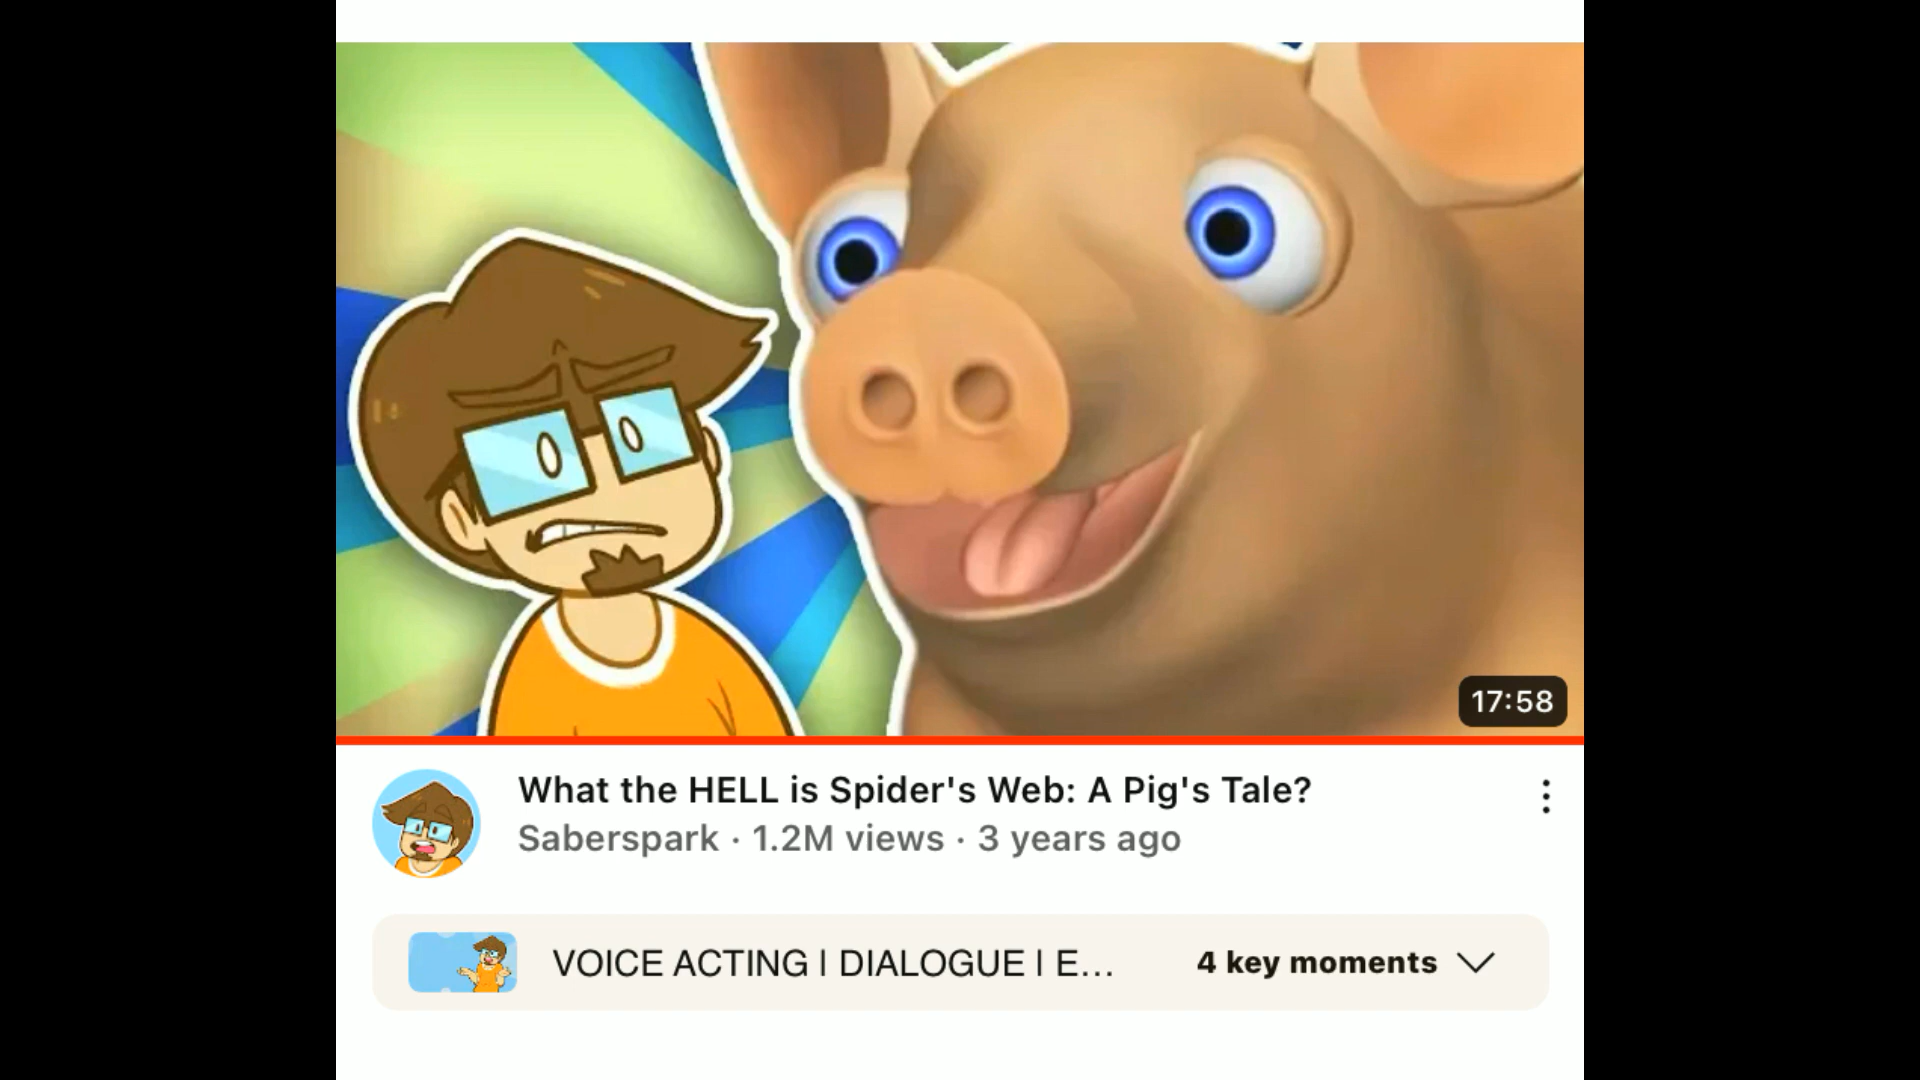 17:58
What the HELL is Spider's Web: A Pig's Tale?
Saberspark · 1.2M views · 3 years ago
VOICE ACTING | DIALOGUE | E... 4 key moments